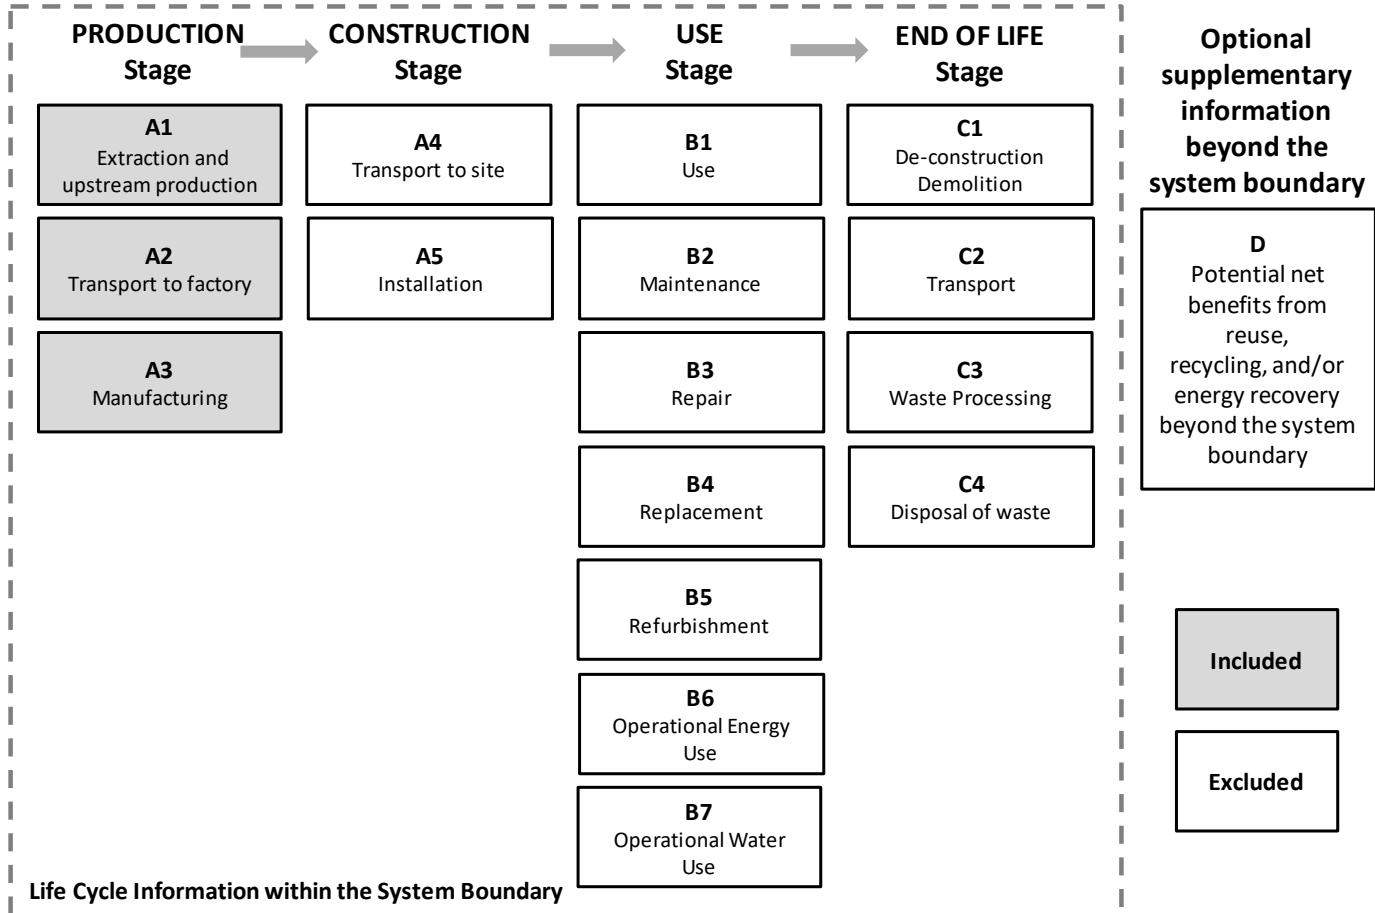 PRODUCTION
Stage
CONSTRUCTION
Stage
USE
Stage
END OF LIFE
Stage
Optional
supplementary
information
beyond the
system boundary
A1
Extraction and
upstream production
A2
Transport to factory
A3
Manufacturing
A4
Transport to site
A5
Installation
B1
Use
B2
Maintenance
B3
Repair
B4
Replacement
B5
Refurbishment
B6
Operational Energy
Use
B7
Operational Water
Use
C1
De-construction
Demolition
C2
Transport
C3
Waste Processing
C4
Disposal of waste
D
Potential net
benefits from
reuse,
recycling, and/or
energy recovery
beyond the system
boundary
Included
Excluded
Life Cycle Information within the System Boundary